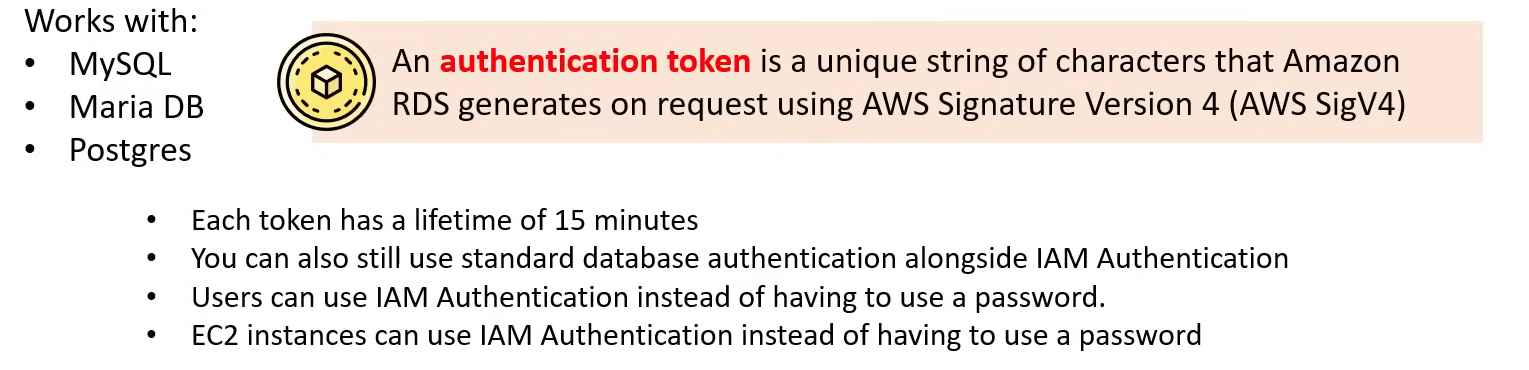 Works with:
• MySQL
• Maria DB
• Postgres
An authentication token is a unique string of characters that Amazon
RDS generates on request using AWS Signature Version 4 (AWS SigV4)
• Each token has a lifetime of 15 minutes
• You can also still use standard database authentication alongside IAM Authentication
• Users can use IAM Authentication instead of having to use a password.
• EC2 instances can use IAM Authentication instead of having to use a password